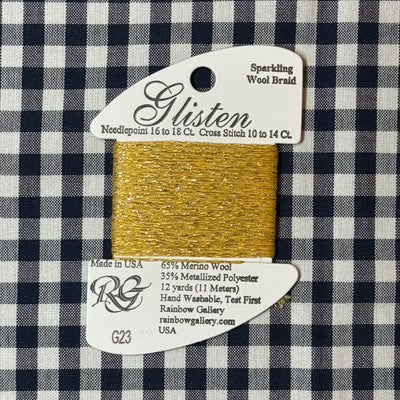 Sparkling
Wool Braid
Glisten
Needlepoint 16 to 18 Ct. Cross Stitch 10 to 14 Ct.
Made in USA
RG
G23
65% Merino Wool
35% Metallized Polyester
12 yards (11 Meters)
Hand Washable, Test First
Rainbow Gallery
rainbowgallery.com
USA